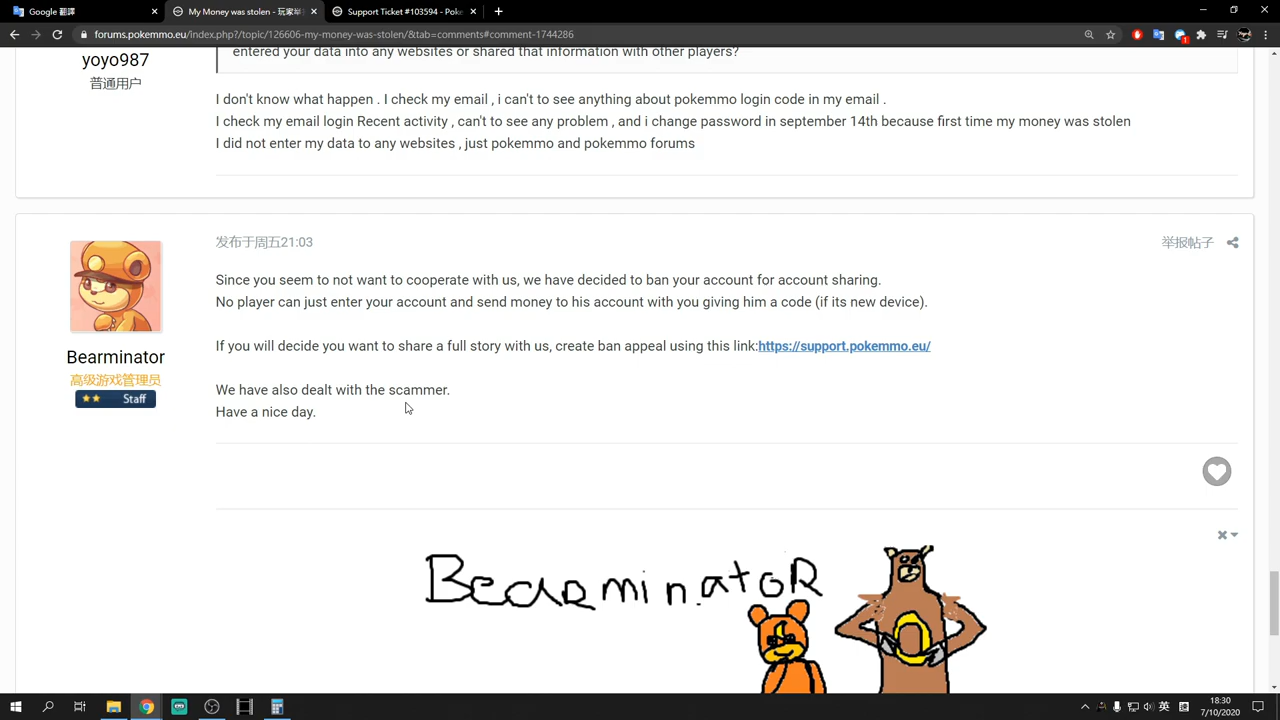 Google 翻譯
My Money was stolen - 玩家举
Support Ticket #103594 - Poke
forums.pokemmo.eu/index.php?/topic/126606-my-money-was-stolen/&tab=comments#comment-1744286
yoyo987
普通用户
entered your data into any websites or shared that information with other players?
I don't know what happen . I check my email , i can't to see anything about pokemmo login code in my email .
I check my email login Recent activity , can't to see any problem , and i change password in september 14th because first time my money was stolen
I did not enter my data to any websites , just pokemmo and pokemmo forums
发布于周五21:03
举报帖子
Since you seem to not want to cooperate with us, we have decided to ban your account for account sharing.
No player can just enter your account and send money to his account with you giving him a code (if its new device).
If you will decide you want to share a full story with us, create ban appeal using this link:https://support.pokemmo.eu/
We have also dealt with the scammer.
Have a nice day.
Bearminator
高级游戏管理员
Staff
BearminatoR
18:30
英
7/10/2020